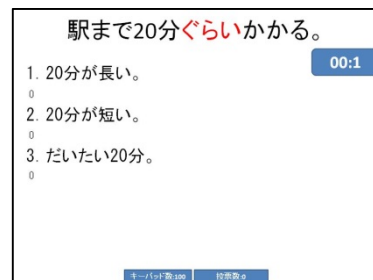 駅まで20分ぐらいかかる。
00:1
1. 20分が長い。
0
2. 20分が短い。
0
3. だいたい20分。
0
キーパッド数:100 投票数:0